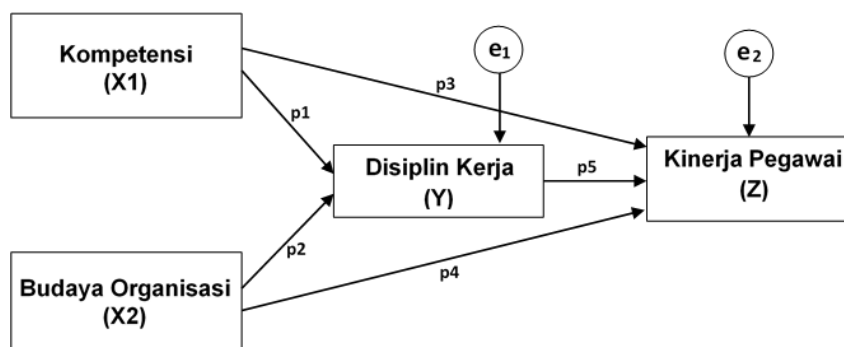 Kompetensi
(X1)
e1
e2
p3
p1
Disiplin Kerja
(Y)
p5
Kinerja Pegawai
(Z)
p2
p4
Budaya Organisasi
(X2)